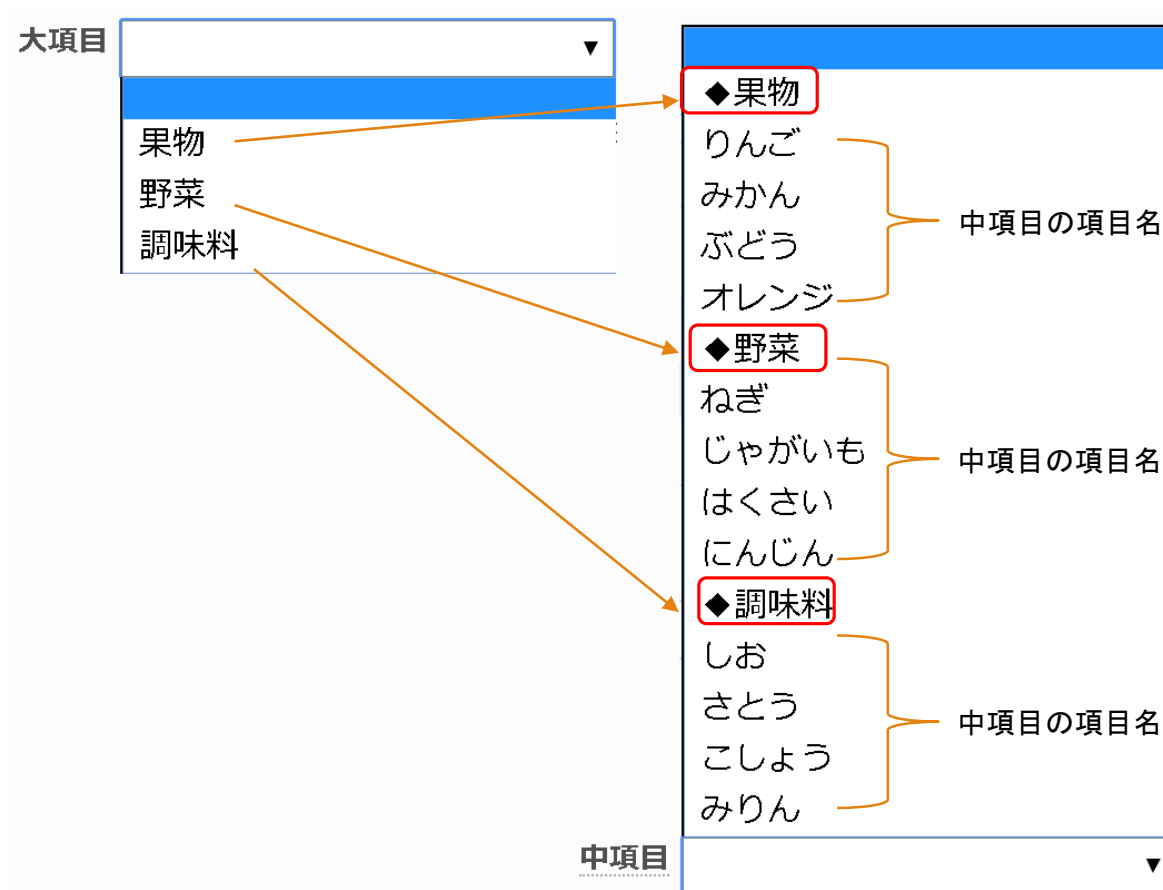 大項目
▼
果物
野菜
調味料
◆果物
りんご
みかん
ぶどう
オレンジ
中項目の項目名
◆野菜
ねぎ
じゃがいも
はくさい
にんじん
中項目の項目名
◆調味料
しお
さとう
こしょう
みりん
中項目の項目名
中項目
▼